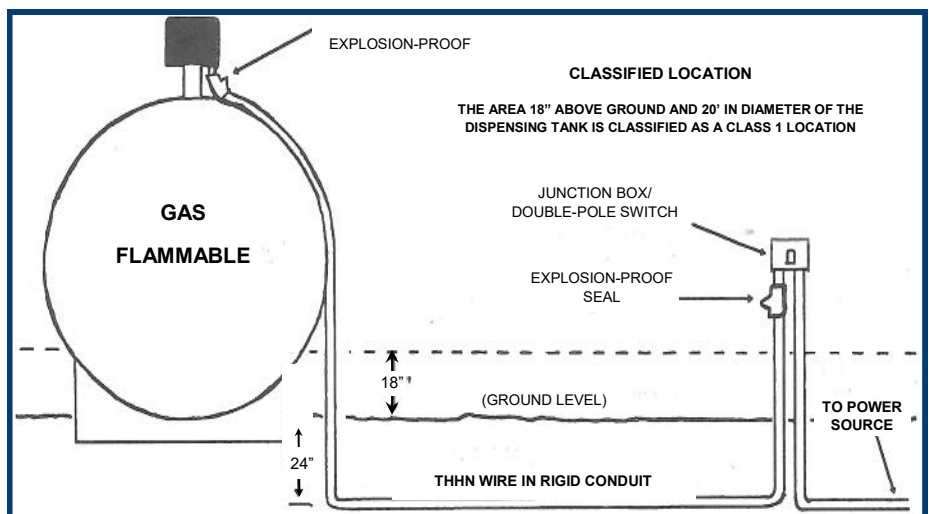 EXPLOSION-PROOF
CLASSIFIED LOCATION
THE AREA 18” ABOVE GROUND AND 20’ IN DIAMETER OF THE
DISPENSING TANK IS CLASSIFIED AS A CLASS 1 LOCATION
JUNCTION BOX/
DOUBLE-POLE SWITCH
GAS
FLAMMABLE
EXPLOSION-PROOF
SEAL
18”
(GROUND LEVEL)
TO POWER
SOURCE
24”
THHN WIRE IN RIGID CONDUIT